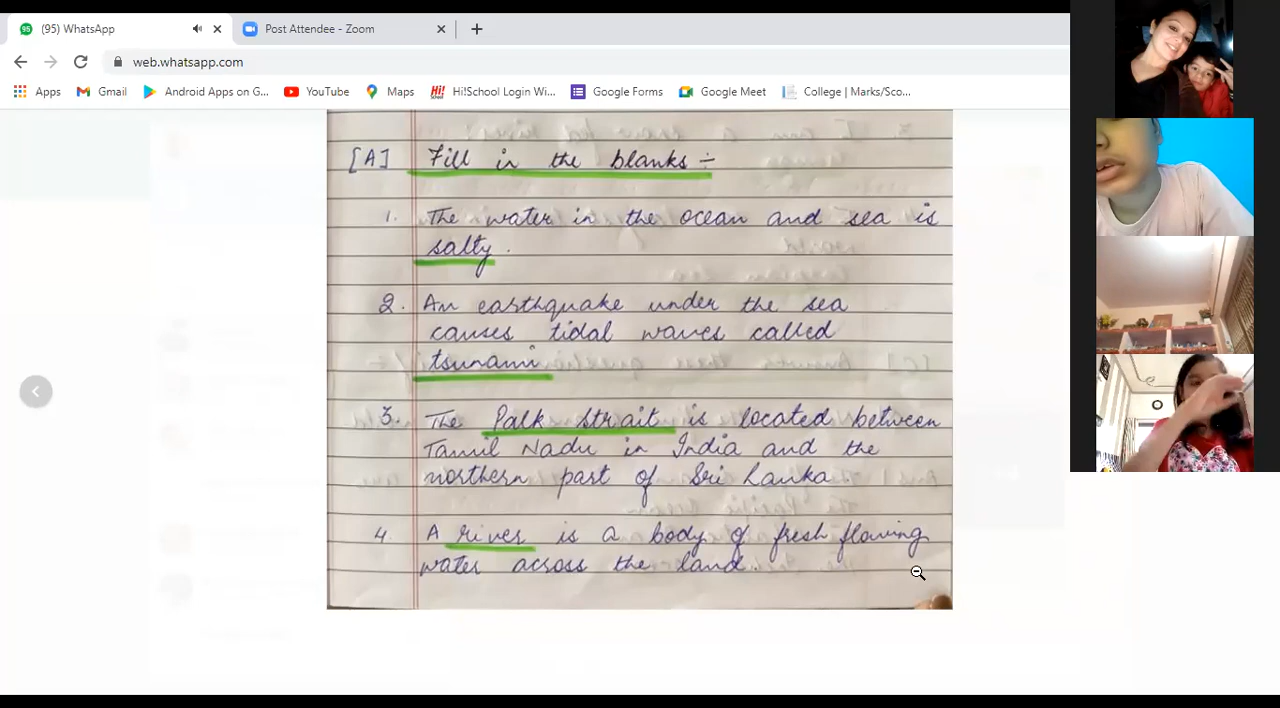 (95) WhatsApp
Post Attendee - Zoom
web.whatsapp.com
Apps Gmail Android Apps on G... YouTube Maps Hi!School Login Wi... Google Forms Google Meet College | Marks/Sco...
[A] Fill in the blanks ÷
1. The water in the ocean and sea is
salty.
2. An earthquake under the sea
causes tidal waves called
tsunami
3. The Palk Strait is located between
Tamil Nadu in India and the
northern part of Sri Lanka.
4. A river is a body of fresh flowing
water across the land.